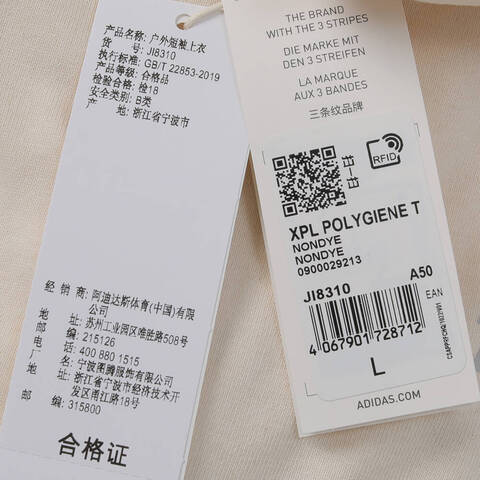 产品名称: 户外短袖上衣
货 号: JI8310
执行标准: GB/T 22853-2019
产品等级: 合格品
检验合格: 检18
安全类别: B类
产 地: 浙江省宁波市
经 销 商: 阿迪达斯体育(中国)有限
公司
地 址: 苏州工业园区唯胜路508号
邮 编: 215126
电 话: 400 880 1515
厂 名: 宁波图腾服饰有限公司
地 址: 浙江省宁波市经济技术开
发区甬江路18号
邮 编: 315800
合格证
THE BRAND
WITH THE 3 STRIPES
DIE MARKE MIT
DEN 3 STREIFEN
LA MARQUE
AUX 3 BANDES
三条纹品牌
RFID
XPL POLYGIENE T
NONDYE
NONDYE
0900029213
JI8310 A50
EAN
4 067901 728712
L
ADIDAS.COM